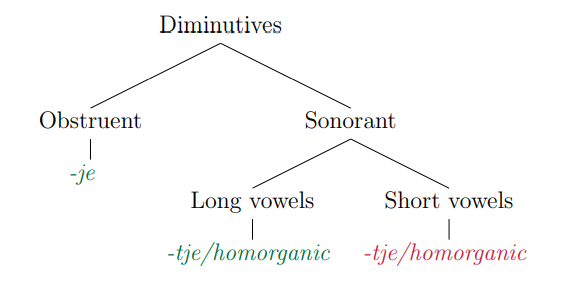 Diminutives
Obstruent Sonorant
-je
Long vowels Short vowels
-tje/homorganic -tje/homorganic